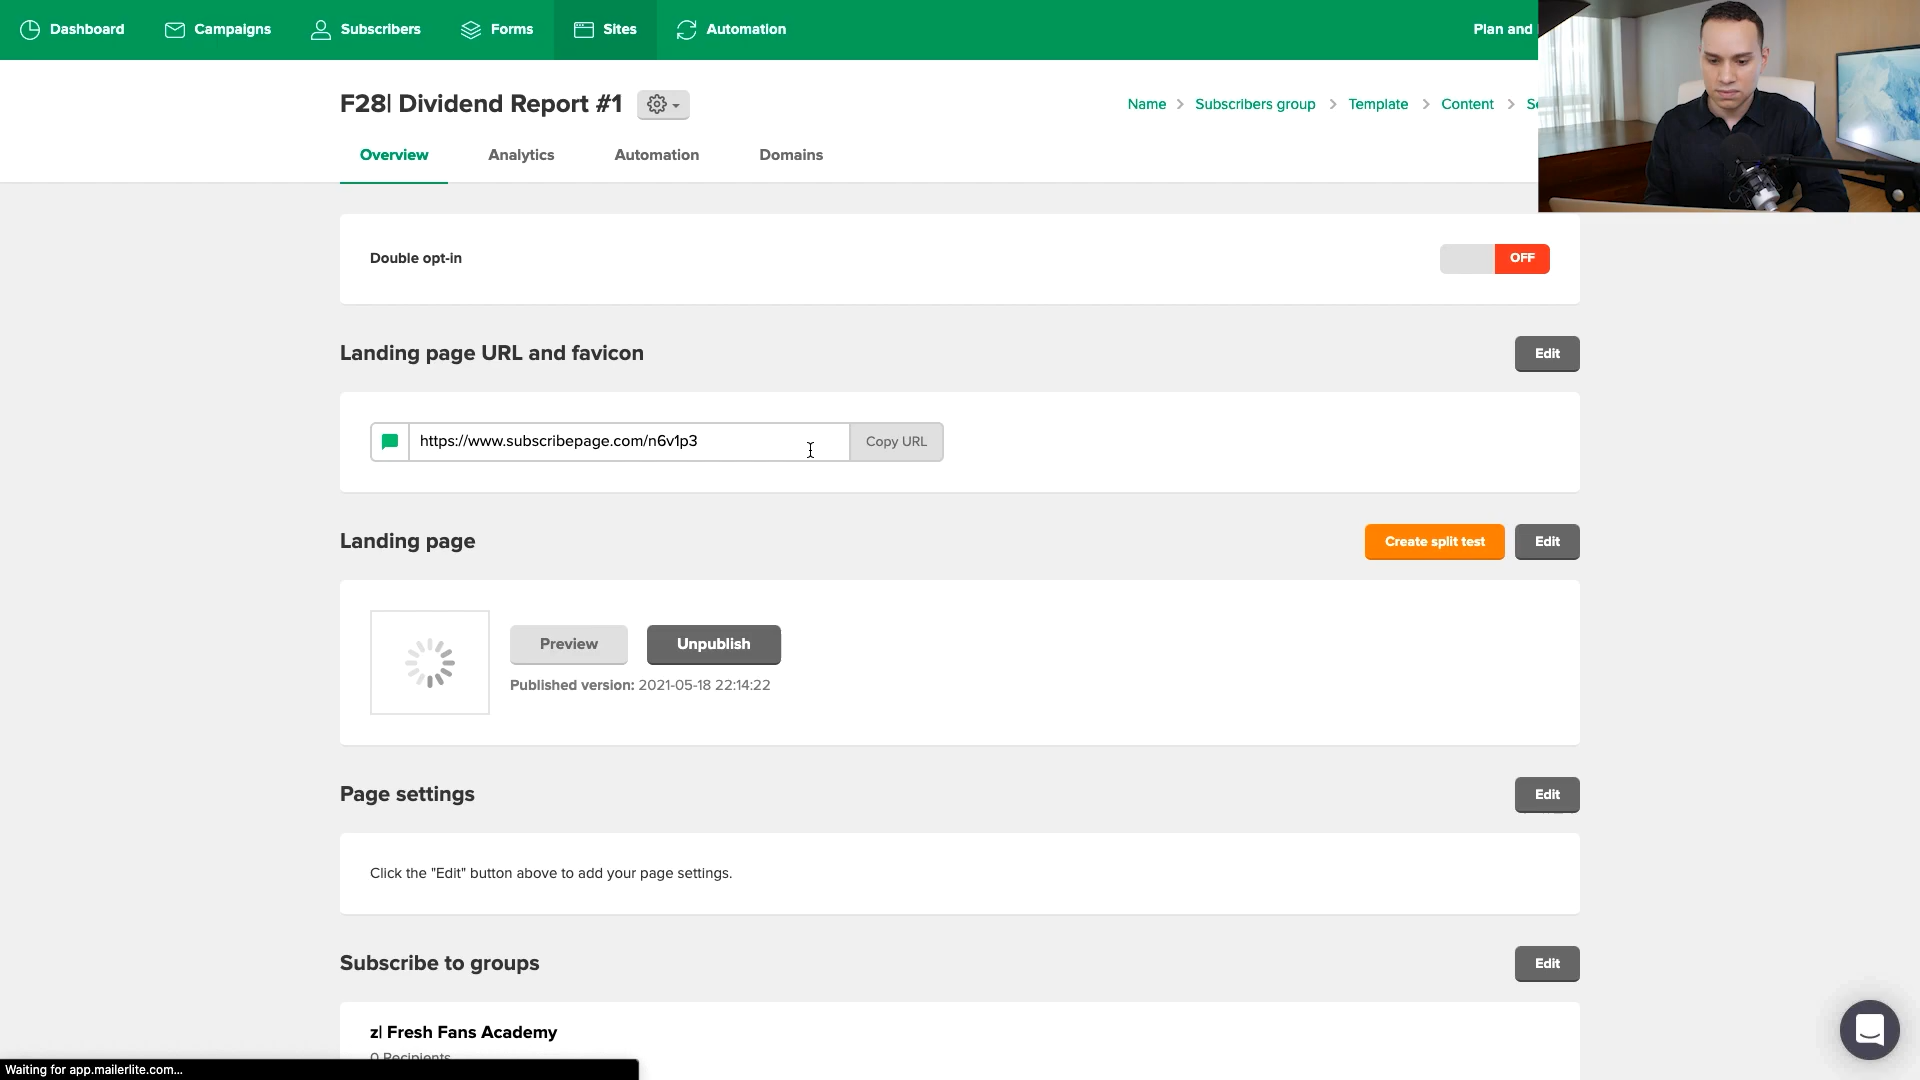 Dashboard
Campaigns
Subscribers
Forms
Sites
Automation
Plan and
F28| Dividend Report #1
Name > Subscribers group > Template > Content >
Overview
Analytics
Automation
Domains
Double opt-in
OFF
Landing page URL and favicon
Edit
https://www.subscribepage.com/n6v1p3
Copy URL
Landing page
Create split test
Edit
Preview
Unpublish
Published version: 2021-05-18 22:14:22
Page settings
Edit
Click the "Edit" button above to add your page settings.
Subscribe to groups
Edit
z| Fresh Fans Academy
0 Recipients
Waiting for app.mailerlite.com...